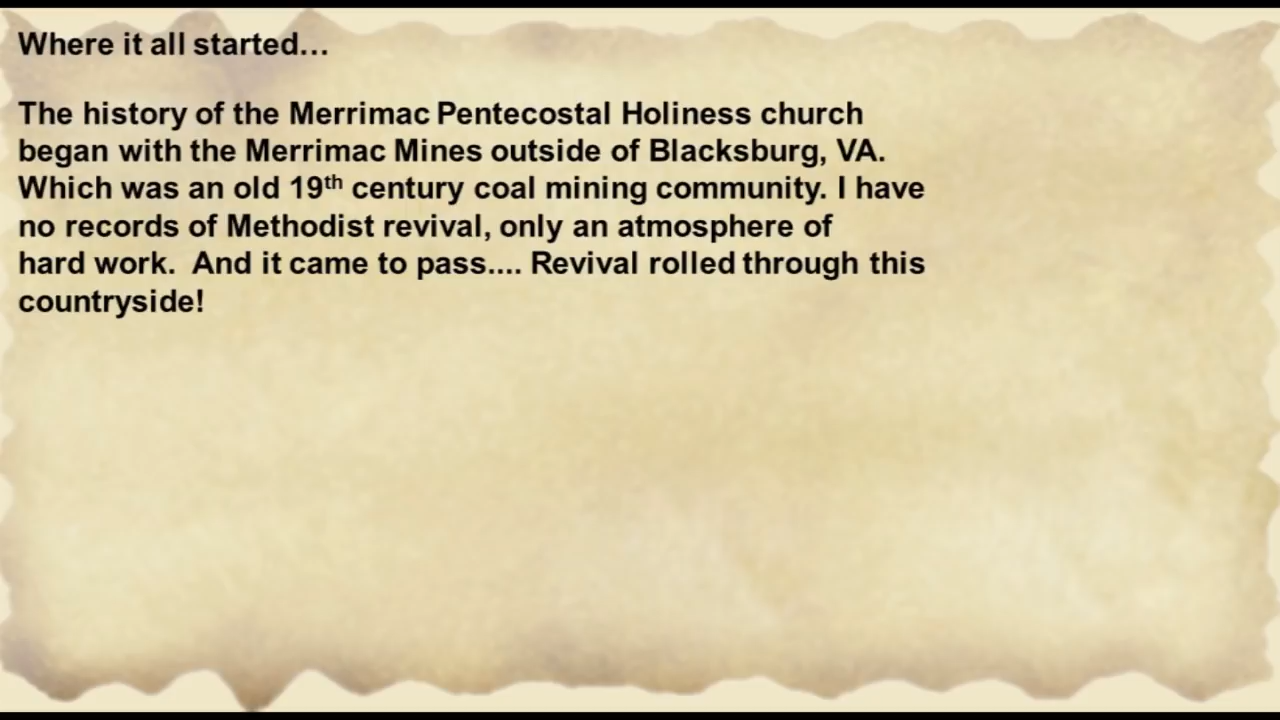 Where it all started…
The history of the Merrimac Pentecostal Holiness church
began with the Merrimac Mines outside of Blacksburg, VA.
Which was an old 19th century coal mining community. I have
no records of Methodist revival, only an atmosphere of
hard work.  And it came to pass.... Revival rolled through this
countryside!